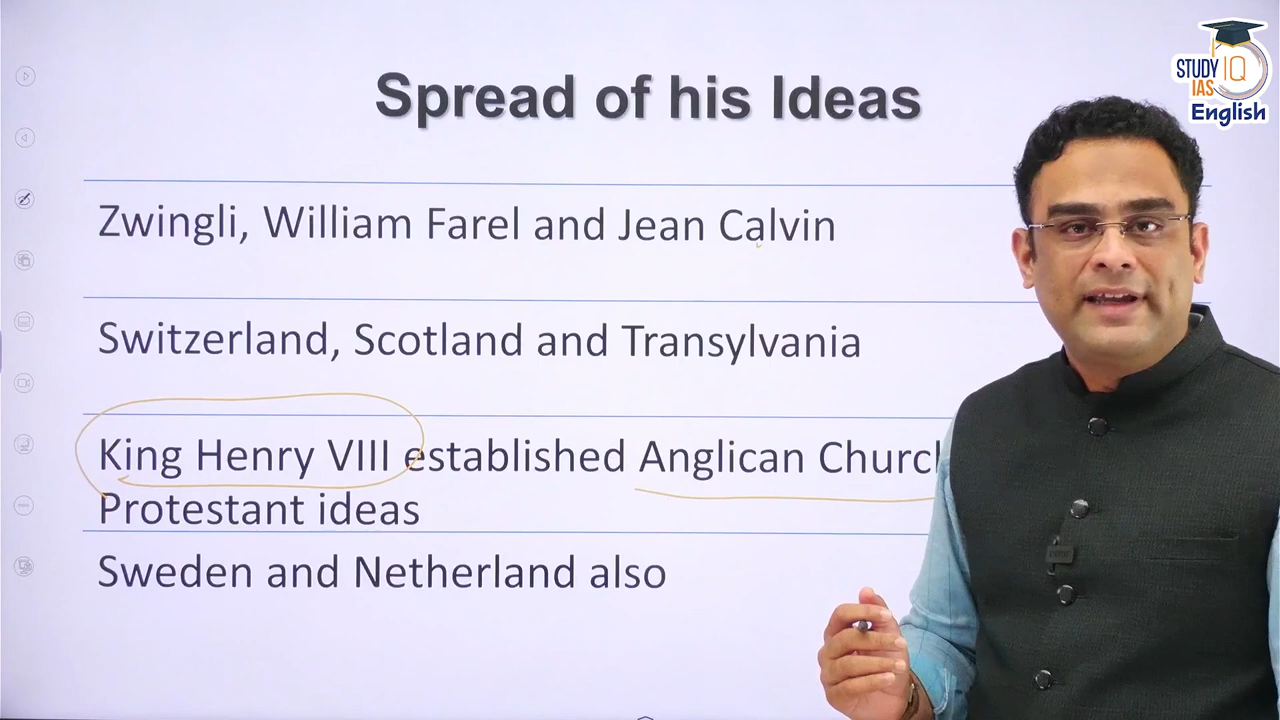 Spread of his Ideas
STUDY IQ
IAS
English
Zwingli, William Farel and Jean Calvin
Switzerland, Scotland and Transylvania
King Henry VIII established Anglican
Protestant ideas
Sweden and Netherland also